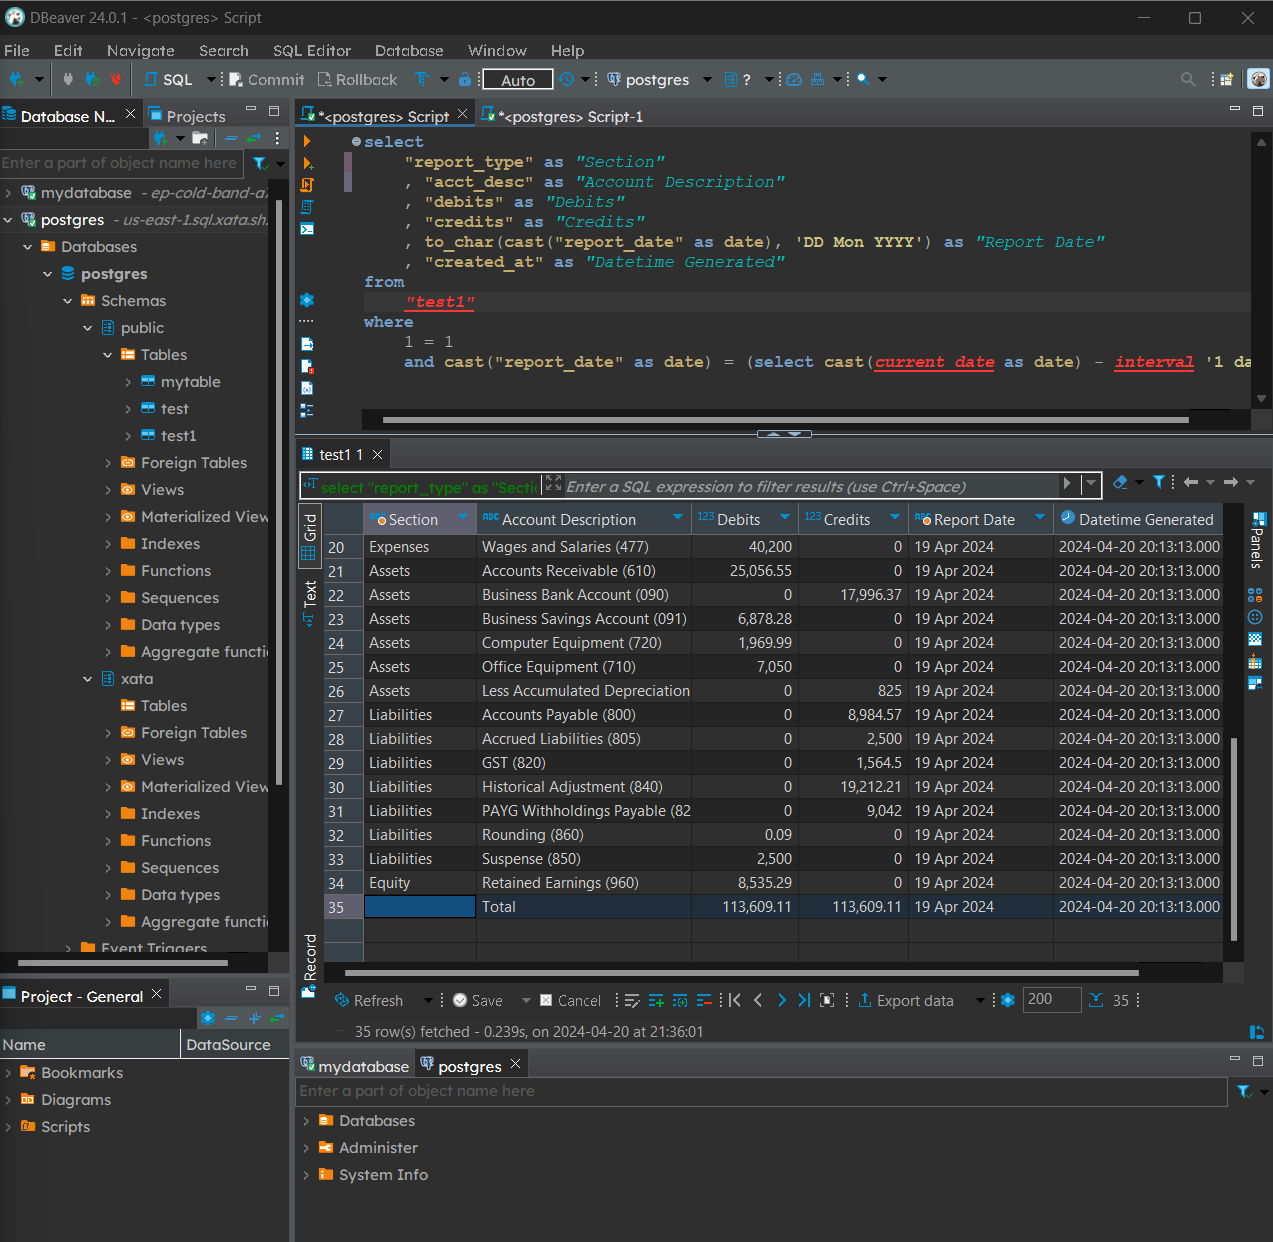 DBeaver 24.0.1 - <postgres> Script
File Edit Navigate Search SQL Editor Database Window Help
SQL Commit Rollback Auto postgres ?
Database N... Projects
Enter a part of object name here
mydatabase - ep-cold-band-a
postgres - us-east-1.sql.xata.sh
Databases
postgres
Schemas
public
Tables
mytable
test
test1
Foreign Tables
Views
Materialized View
Indexes
Functions
Sequences
Data types
Aggregate functi
xata
Tables
Foreign Tables
Views
Materialized View
Indexes
Functions
Sequences
Data types
Aggregate functi
Event Triggers
Project - General
Name DataSource
Bookmarks
Diagrams
Scripts
*<postgres> Script *<postgres> Script-1
select
"report_type" as "Section"
, "acct_desc" as "Account Description"
, "debits" as "Debits"
, "credits" as "Credits"
, to_char(cast("report_date" as date), 'DD Mon YYYY') as "Report Date"
, "created_at" as "Datetime Generated"
from
"test1"
where
1 = 1
and cast("report_date" as date) = (select cast(current_date as date) - interval '1 da
test1 1
select "report_type" as "Secti Enter a SQL expression to filter results (use Ctrl+Space)
Grid
Text
Record
Panels
Section Account Description Debits Credits Report Date Datetime Generated
20 Expenses Wages and Salaries (477) 40,200 0 19 Apr 2024 2024-04-20 20:13:13.000
21 Assets Accounts Receivable (610) 25,056.55 0 19 Apr 2024 2024-04-20 20:13:13.000
22 Assets Business Bank Account (090) 0 17,996.37 19 Apr 2024 2024-04-20 20:13:13.000
23 Assets Business Savings Account (091) 6,878.28 0 19 Apr 2024 2024-04-20 20:13:13.000
24 Assets Computer Equipment (720) 1,969.99 0 19 Apr 2024 2024-04-20 20:13:13.000
25 Assets Office Equipment (710) 7,050 0 19 Apr 2024 2024-04-20 20:13:13.000
26 Assets Less Accumulated Depreciation 0 825 19 Apr 2024 2024-04-20 20:13:13.000
27 Liabilities Accounts Payable (800) 0 8,984.57 19 Apr 2024 2024-04-20 20:13:13.000
28 Liabilities Accrued Liabilities (805) 0 2,500 19 Apr 2024 2024-04-20 20:13:13.000
29 Liabilities GST (820) 0 1,564.5 19 Apr 2024 2024-04-20 20:13:13.000
30 Liabilities Historical Adjustment (840) 0 19,212.21 19 Apr 2024 2024-04-20 20:13:13.000
31 Liabilities PAYG Withholdings Payable (82 0 9,042 19 Apr 2024 2024-04-20 20:13:13.000
32 Liabilities Rounding (860) 0.09 0 19 Apr 2024 2024-04-20 20:13:13.000
33 Liabilities Suspense (850) 2,500 0 19 Apr 2024 2024-04-20 20:13:13.000
34 Equity Retained Earnings (960) 8,535.29 0 19 Apr 2024 2024-04-20 20:13:13.000
35 Total 113,609.11 113,609.11 19 Apr 2024 2024-04-20 20:13:13.000
Refresh Save Cancel Export data 200 35
35 row(s) fetched - 0.239s, on 2024-04-20 at 21:36:01
mydatabase postgres
Enter a part of object name here
Databases
Administer
System Info